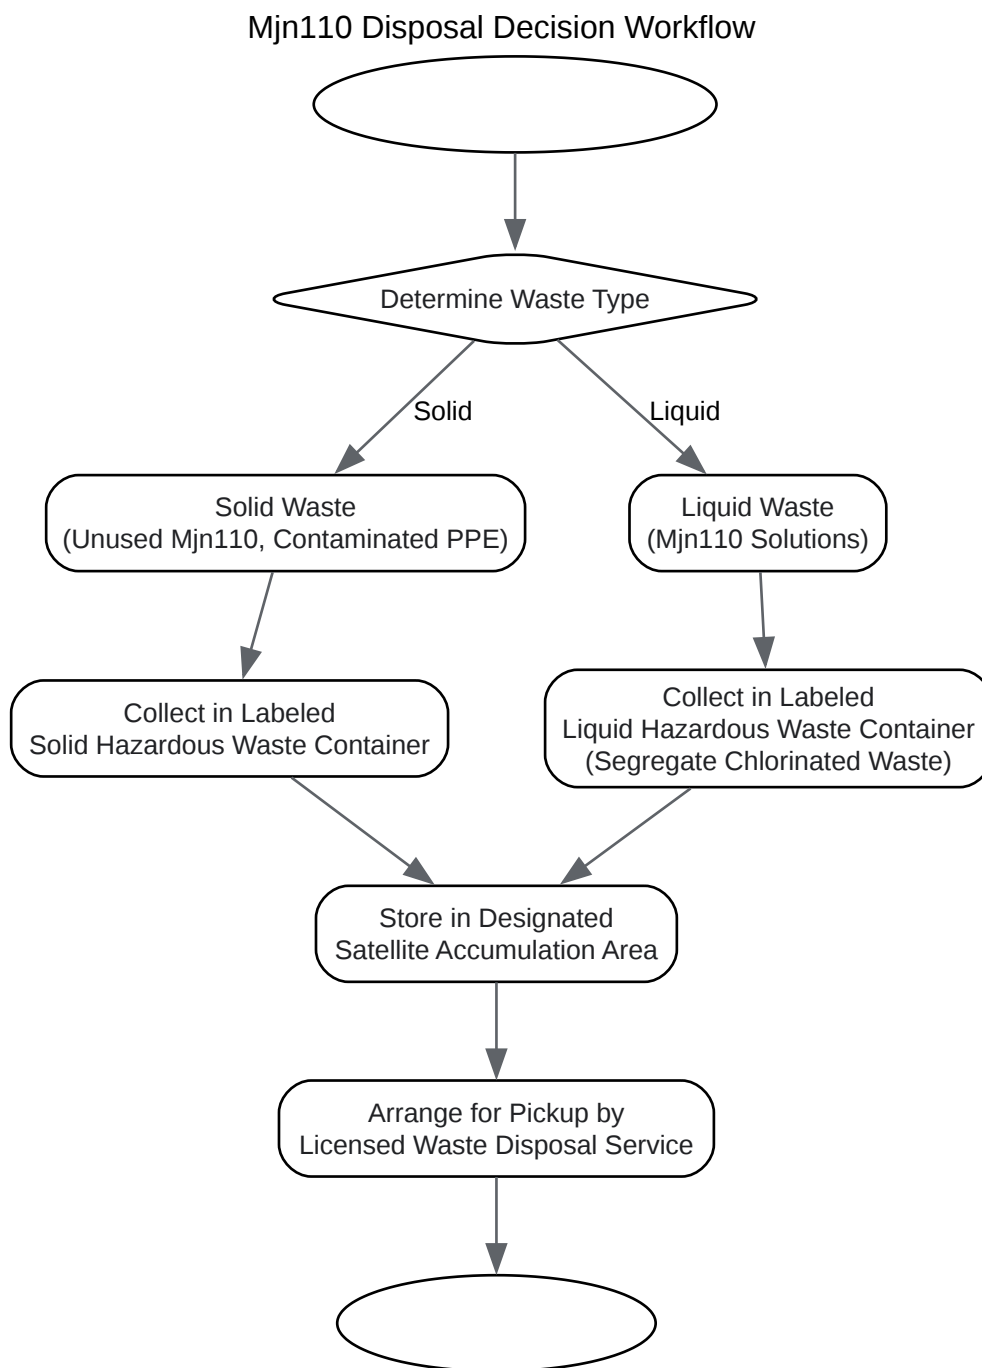 Mjn110 Disposal Decision Workflow
Determine Waste Type
Solid
Liquid
Solid Waste
(Unused Mjn110, Contaminated PPE)
Liquid Waste
(Mjn110 Solutions)
Collect in Labeled
Solid Hazardous Waste Container
Collect in Labeled
Liquid Hazardous Waste Container
(Segregate Chlorinated Waste)
Store in Designated
Satellite Accumulation Area
Arrange for Pickup by
Licensed Waste Disposal Service